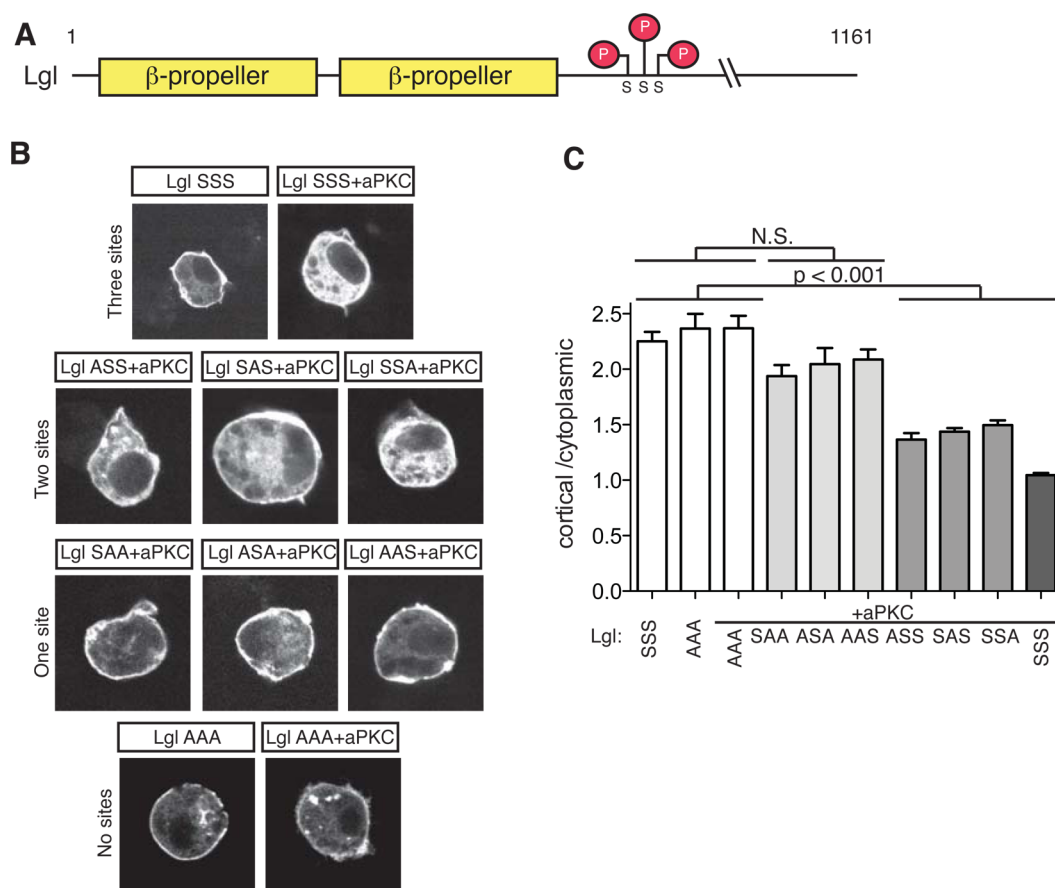 A
1
1161
P
P
P
Lgl
β-propeller
β-propeller
S S S
B
Lgl SSS
Lgl SSS+aPKC
Three sites
Lgl ASS+aPKC
Lgl SAS+aPKC
Lgl SSA+aPKC
Two sites
Lgl SAA+aPKC
Lgl ASA+aPKC
Lgl AAS+aPKC
One site
Lgl AAA
Lgl AAA+aPKC
No sites
C
N.S.
p < 0.001
cortical /cytoplasmic
2.5
2.0
1.5
1.0
0.5
0.0
+aPKC
Lgl: SSS AAA AAA SAA ASA AAS ASS SAS SSA SSS